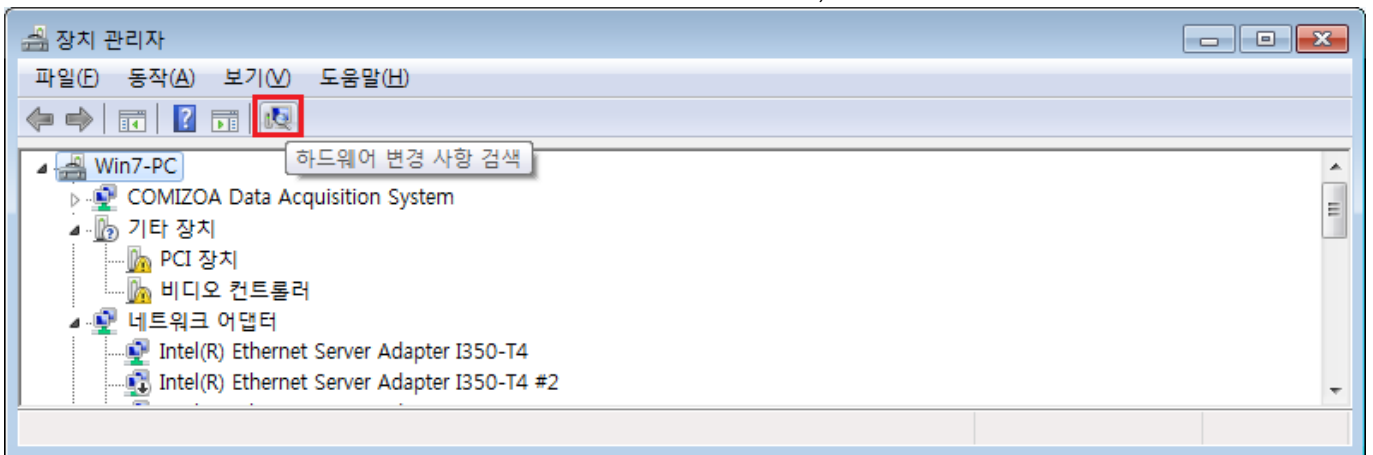 장치 관리자
파일(F) 동작(A) 보기(V) 도움말(H)
하드웨어 변경 사항 검색
Win7-PC
COMIZOA Data Acquisition System
기타 장치
PCI 장치
비디오 컨트롤러
네트워크 어댑터
Intel(R) Ethernet Server Adapter I350-T4
Intel(R) Ethernet Server Adapter I350-T4 #2